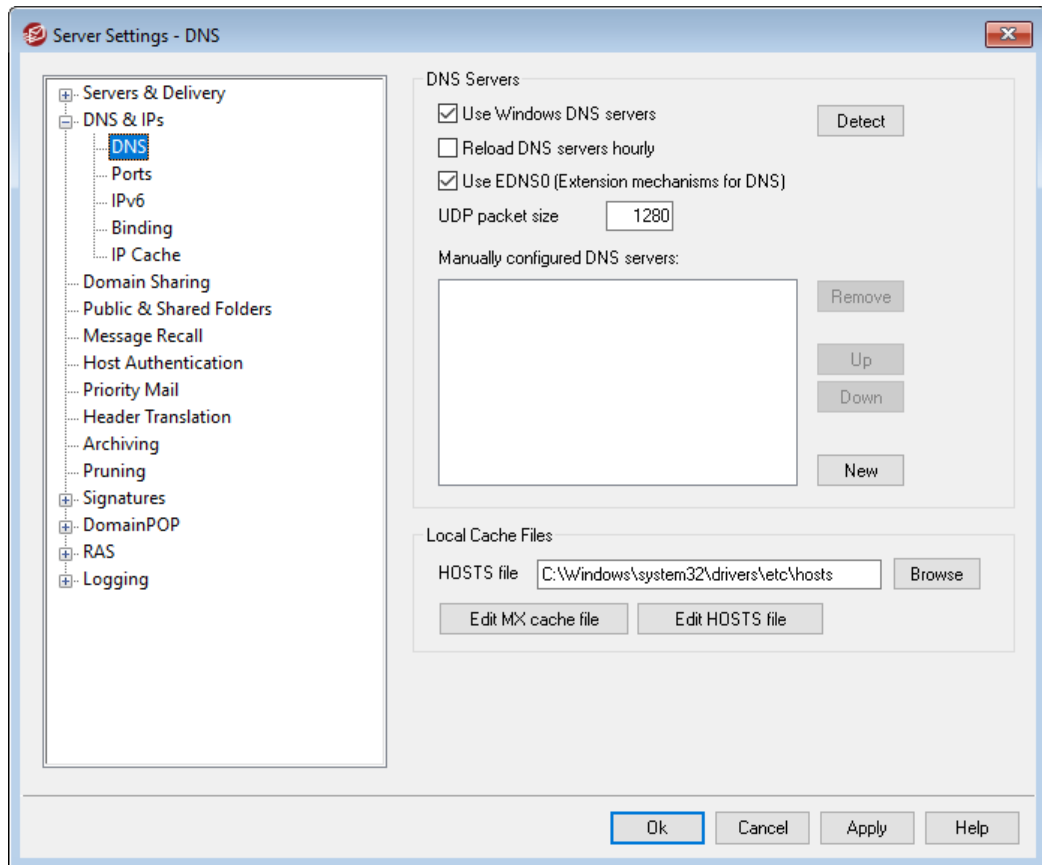 Server Settings - DNS
Servers & Delivery
DNS & IPs
DNS
Ports
IPv6
Binding
IP Cache
Domain Sharing
Public & Shared Folders
Message Recall
Host Authentication
Priority Mail
Header Translation
Archiving
Pruning
Signatures
DomainPOP
RAS
Logging
DNS Servers
Use Windows DNS servers
Detect
Reload DNS servers hourly
Use EDNS0 (Extension mechanisms for DNS)
UDP packet size 1280
Manually configured DNS servers:
Remove
Up
Down
New
Local Cache Files
HOSTS file C:\Windows\system32\drivers\etc\hosts Browse
Edit MX cache file Edit HOSTS file
Ok Cancel Apply Help